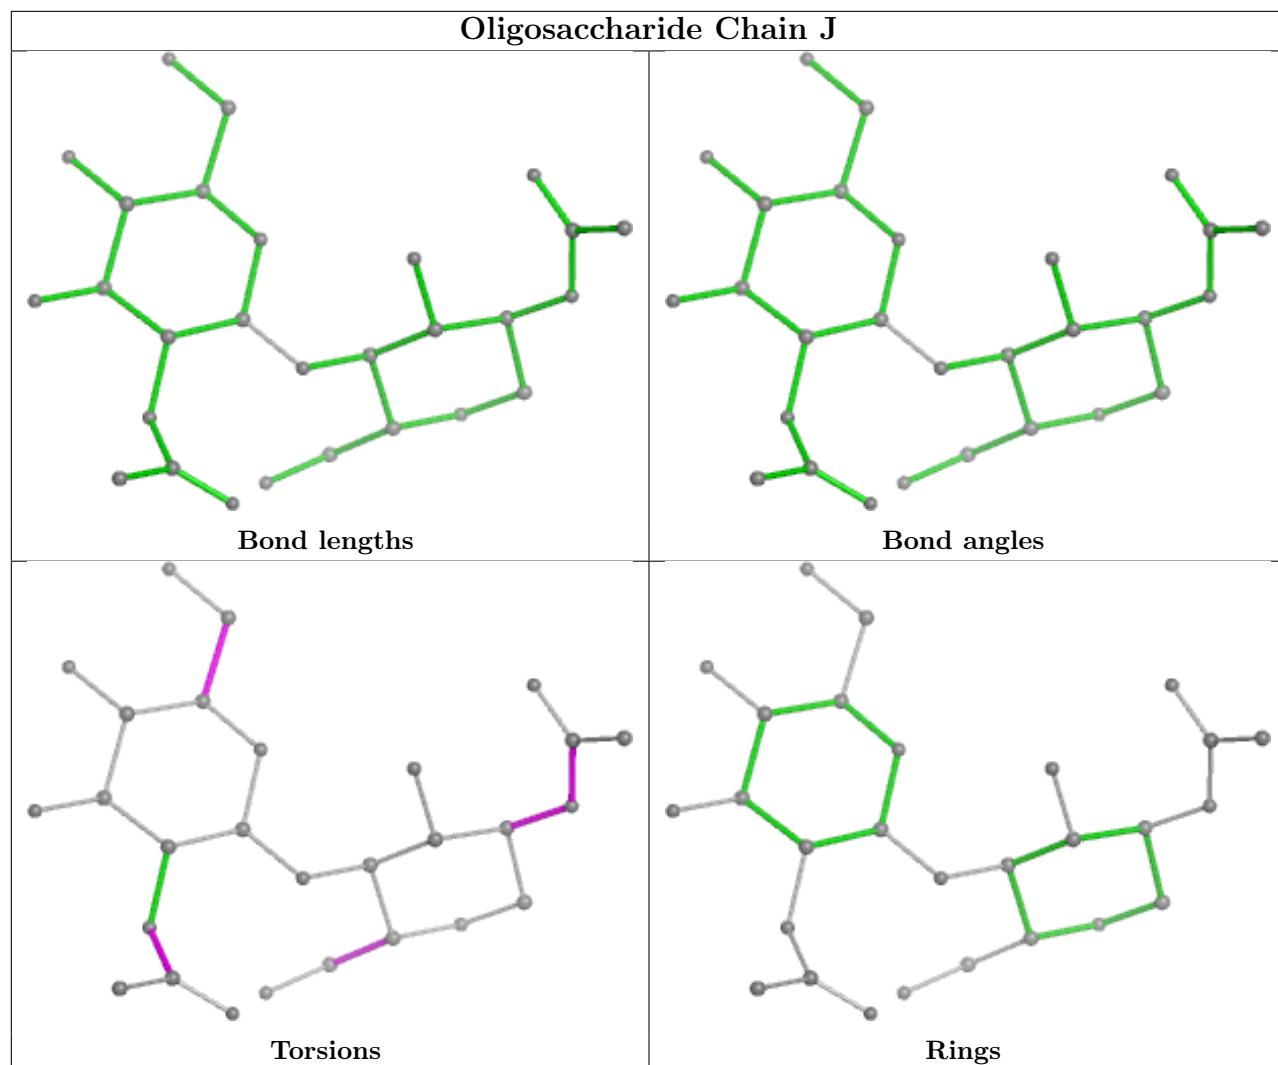 Oligosaccharide Chain J
Bond lengths
Bond angles
Torsions
Rings